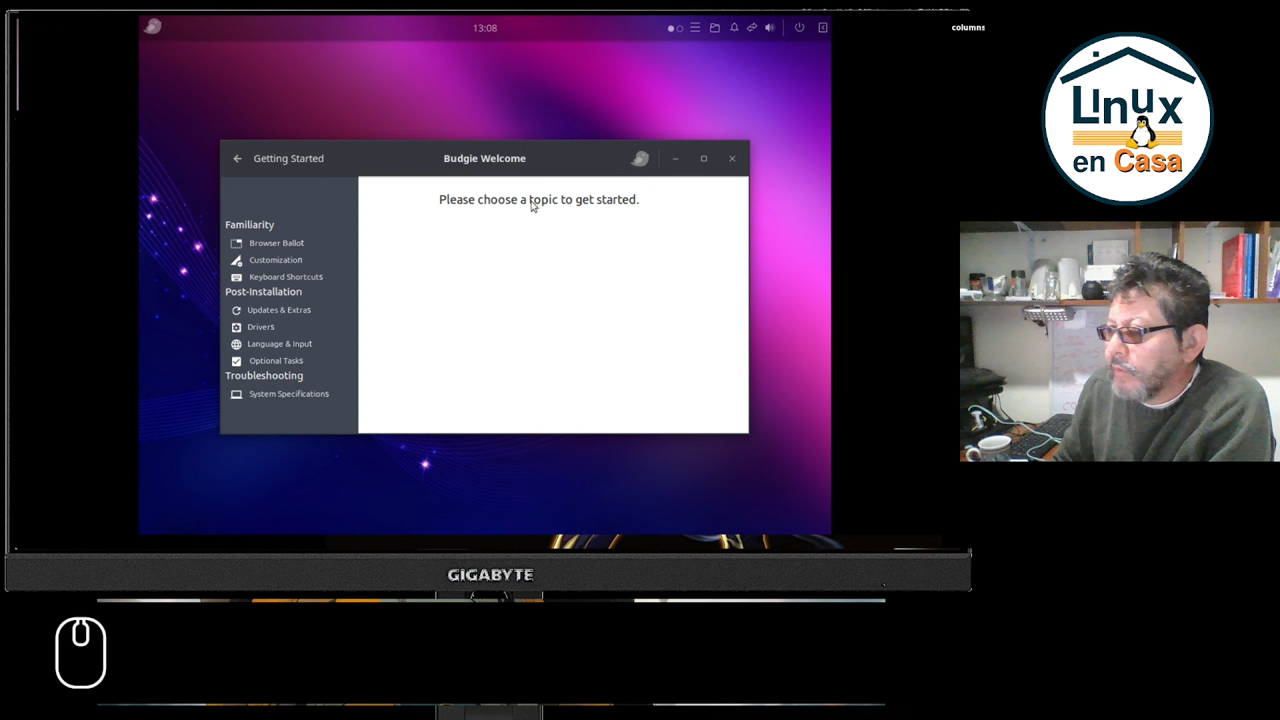 13:08
columns
Linux
en Casa
Getting Started
Budgie Welcome
Please choose a topic to get started.
Familiarity
Browser Ballot
Customization
Keyboard Shortcuts
Post-Installation
Updates & Extras
Drivers
Language & Input
Optional Tasks
Troubleshooting
System Specifications
GIGABYTE